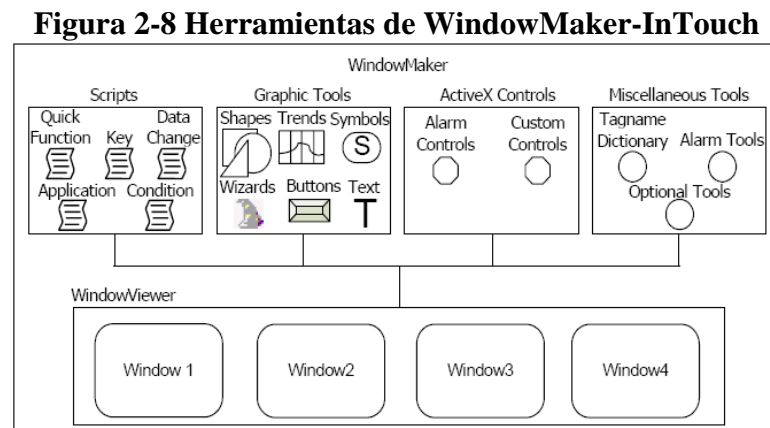 Figura 2-8 Herramientas de WindowMaker-InTouch
WindowMaker
Scripts
Quick Function
Key
Data Change
Application
Condition
Graphic Tools
Shapes
Trends
Symbols
S
Wizards
Buttons
Text
T
ActiveX Controls
Alarm Controls
Custom Controls
Miscellaneous Tools
Tagname Dictionary
Alarm Tools
Optional Tools
WindowViewer
Window 1
Window2
Window3
Window4